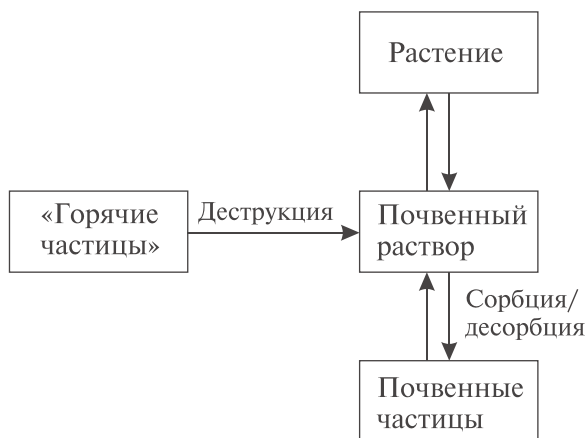 Растение
«Горячие
частицы»
Деструкция
Почвенный
раствор
Сорбция/
десорбция
Почвенные
частицы